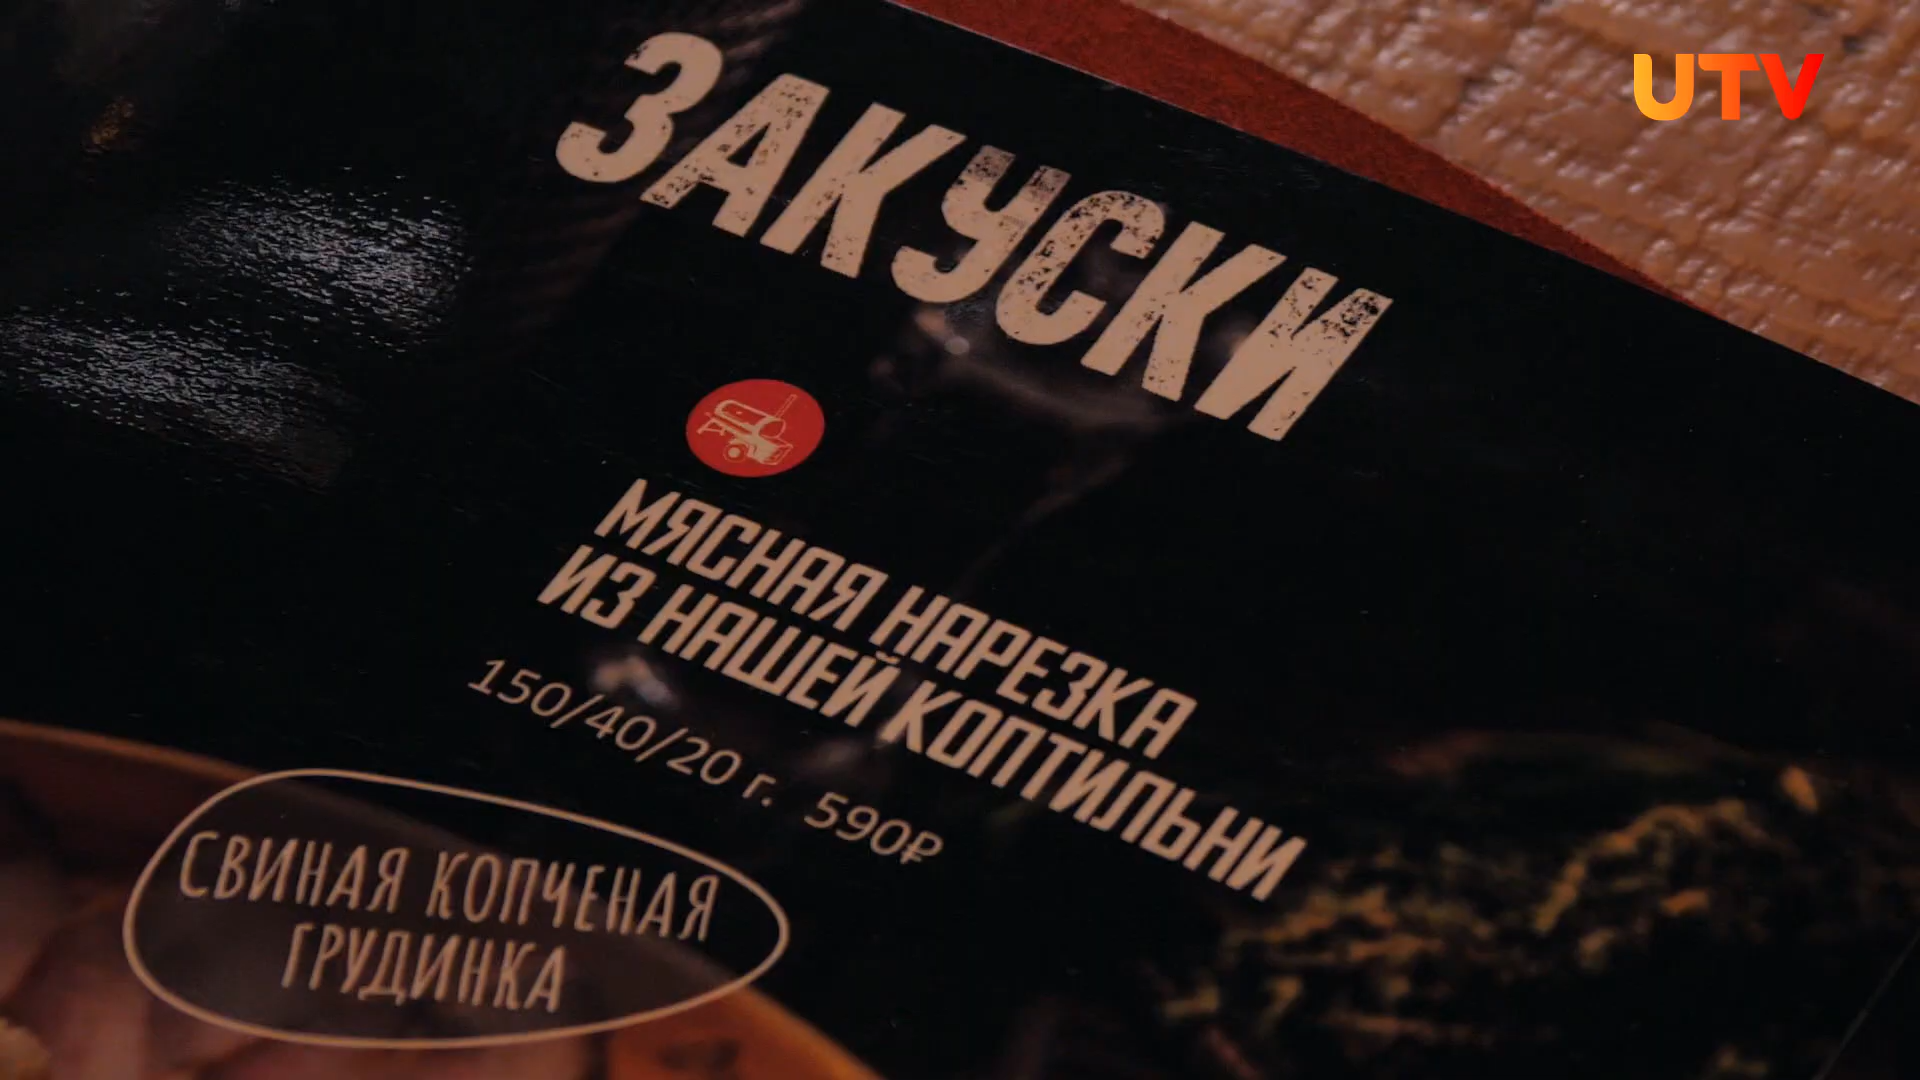 UTV
ЗАКУСКИ
МЯСНАЯ НАРЕЗКА
ИЗ НАШЕЙ КОПТИЛЬНИ
150/40/20 г. 590₽
СВИНАЯ КОПЧЕНАЯ
ГРУДИНКА